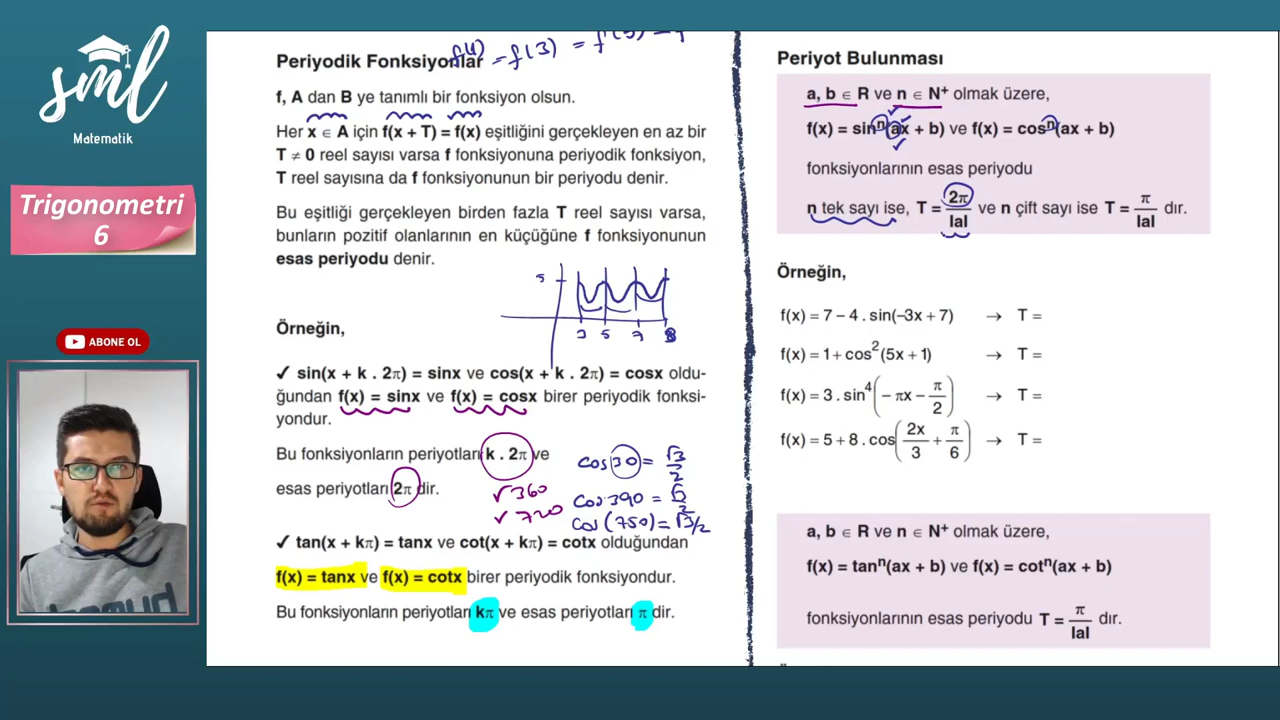 sml
Matematik
Trigonometri
6
ABONE OL
f(1) = f(3) = f(5) =
Periyodik Fonksiyonlar
f, A dan B ye tanımlı bir fonksiyon olsun.
Her x ∈ A için f(x + T) = f(x) eşitliğini gerçekleyen en az bir
T ≠ 0 reel sayısı varsa f fonksiyonuna periyodik fonksiyon,
T reel sayısına da f fonksiyonunun bir periyodu denir.
Bu eşitliği gerçekleyen birden fazla T reel sayısı varsa,
bunların pozitif olanlarının en küçüğüne f fonksiyonunun
esas periyodu denir.
5
3 5 7 8
Örneğin,
✓ sin(x + k . 2π) = sinx ve cos(x + k . 2π) = cosx oldu-
ğundan f(x) = sinx ve f(x) = cosx birer periyodik fonksi-
yondur.
Bu fonksiyonların periyotları k . 2π ve
esas periyotları 2π dir.
✓ 360
✓ 720
cos 30 = √3/2
cos 390 = √3/2
cos(750) = √3/2
✓ tan(x + kπ) = tanx ve cot(x + kπ) = cotx olduğundan
f(x) = tanx ve f(x) = cotx birer periyodik fonksiyondur.
Bu fonksiyonların periyotları kπ ve esas periyotları π dir.
Periyot Bulunması
a, b ∈ R ve n ∈ N⁺ olmak üzere,
f(x) = sinⁿ(ax + b) ve f(x) = cosⁿ(ax + b)
fonksiyonlarının esas periyodu
n tek sayı ise, T = 2π/|a| ve n çift sayı ise T = π/|a| dır.
Örneğin,
f(x) = 7 – 4 . sin(–3x + 7) → T =
f(x) = 1 + cos²(5x + 1) → T =
f(x) = 3 . sin⁴(– πx – π/2) → T =
f(x) = 5 + 8 . cos(2x/3 + π/6) → T =
a, b ∈ R ve n ∈ N⁺ olmak üzere,
f(x) = tanⁿ(ax + b) ve f(x) = cotⁿ(ax + b)
fonksiyonlarının esas periyodu T = π/|a| dır.